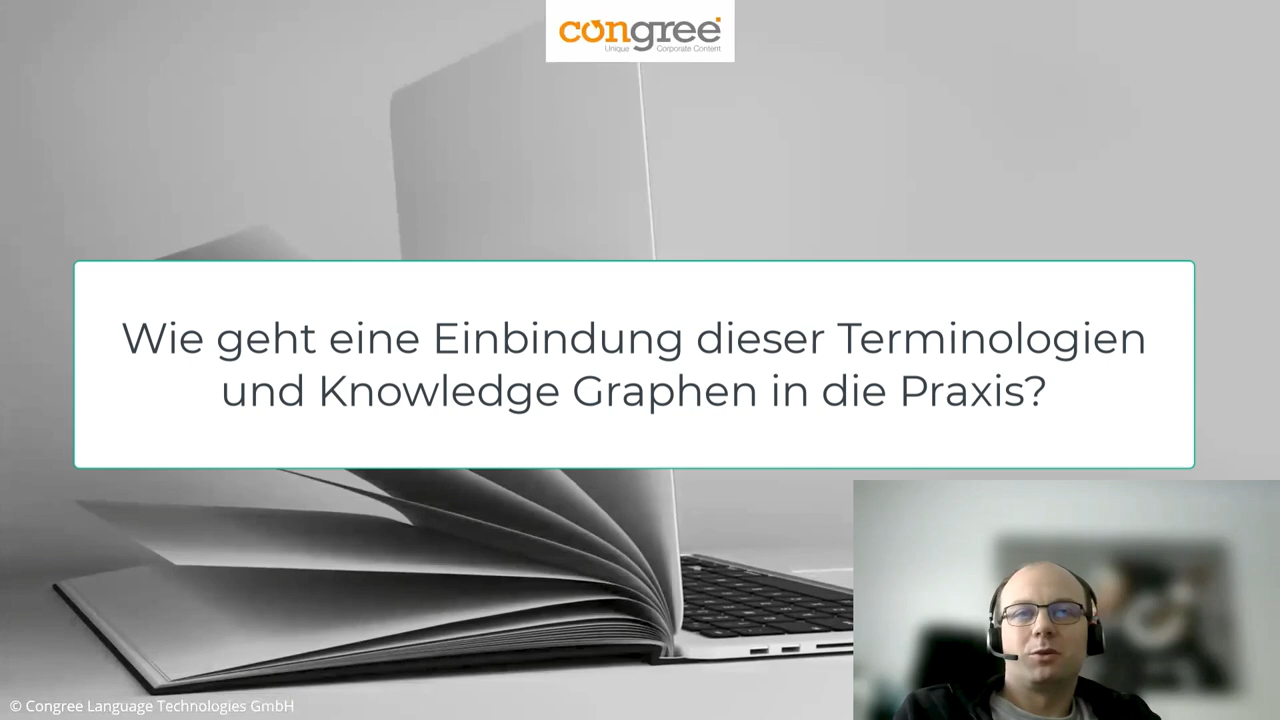 congree
Unique Corporate Content
Wie geht eine Einbindung dieser Terminologien
und Knowledge Graphen in die Praxis?
© Congree Language Technologies GmbH